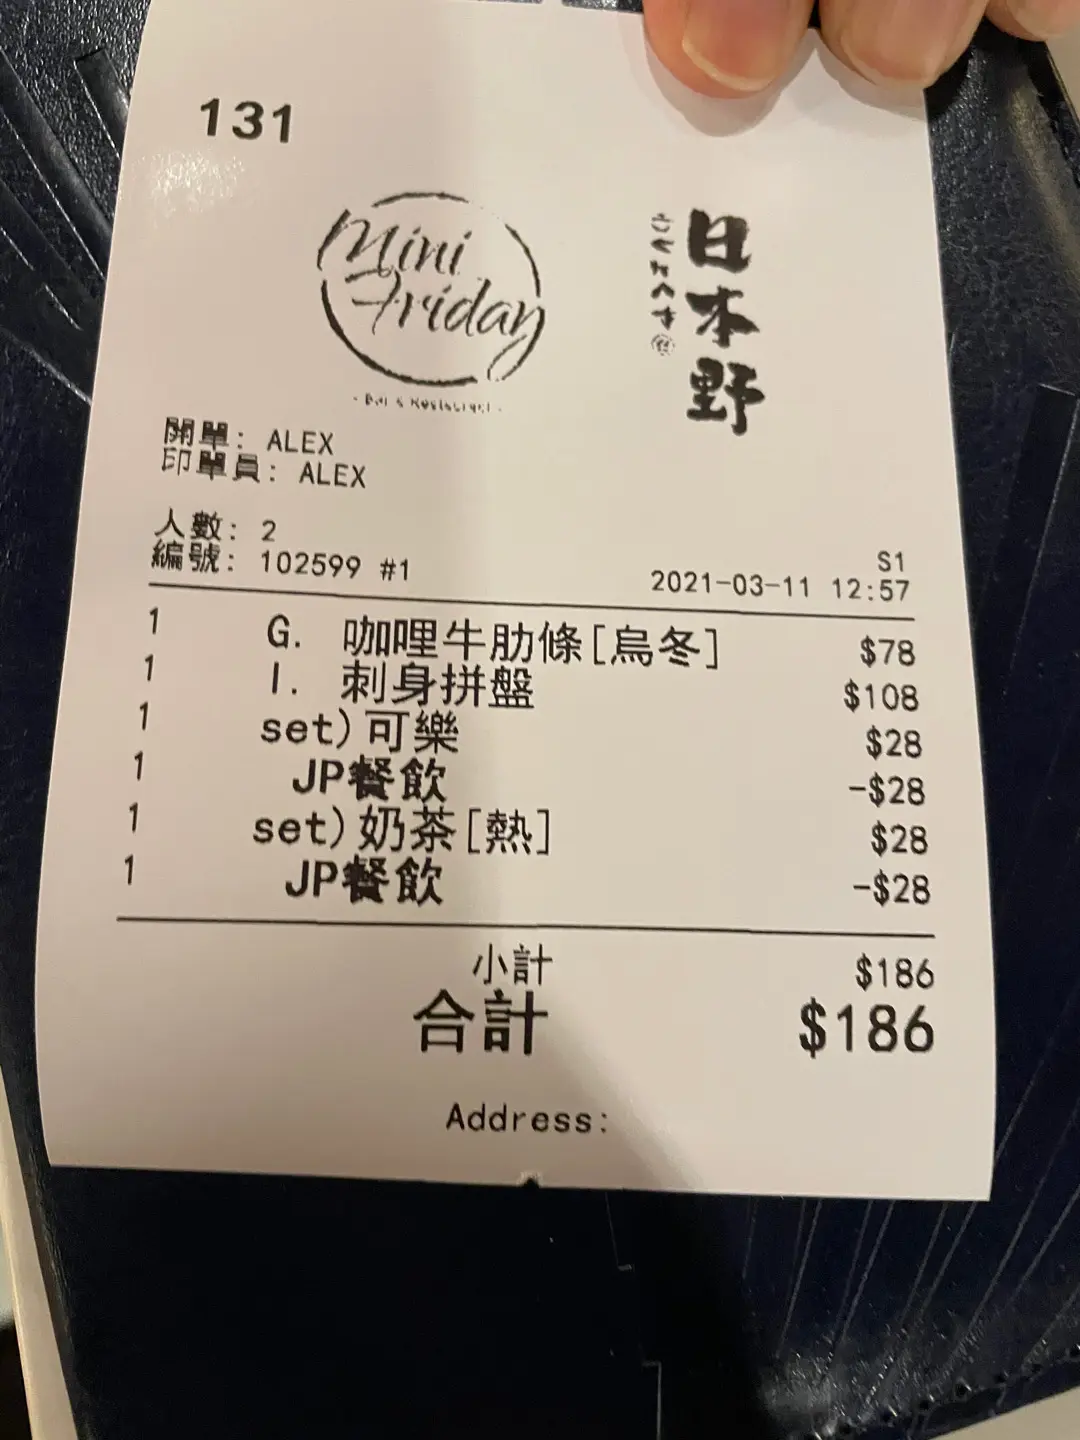 131
Mini
Friday
- Bar & Restaurant -
日本野
開單: ALEX
印單員: ALEX
人數: 2
S1
編號: 102599 #1 2021-03-11 12:57
1 G. 咖哩牛肋條[烏冬] $78
1 I. 刺身拼盤 $108
1 set)可樂 $28
1 JP餐飲 -$28
1 set)奶茶[熱] $28
1 JP餐飲 -$28
小計 $186
合計 $186
Address: